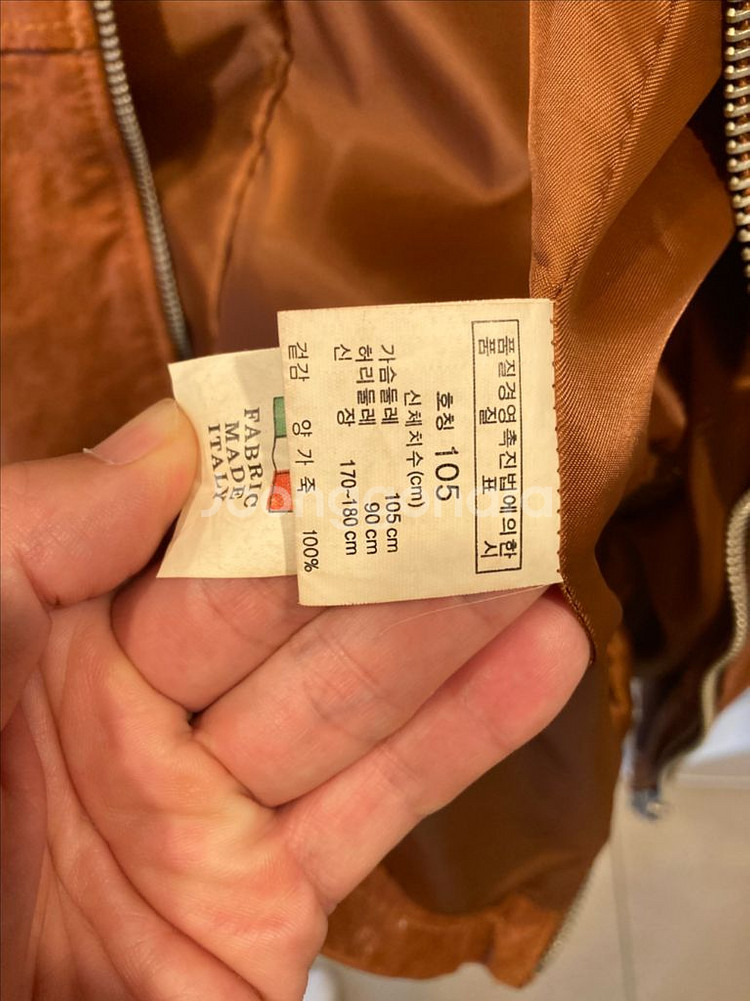 품질경영촉진법에의한
품 질 표 시
호칭 105
신체치수(cm)
가슴둘레 105 cm
허리둘레 90 cm
신 장 170~180 cm
겉감 양 가 죽 100%
FABRIC
MADE
ITALY
Joonggonara